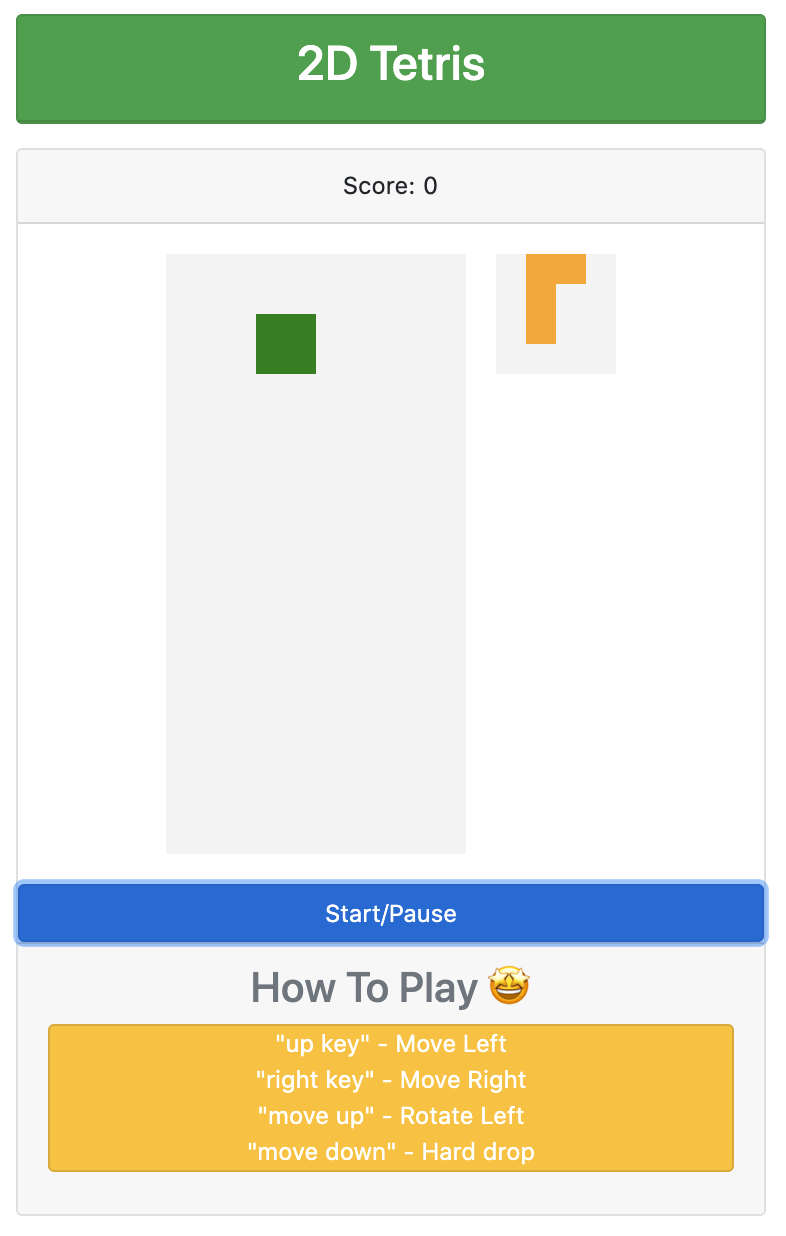 2D Tetris
Score: 0
Start/Pause
How To Play 🤩
"up key" - Move Left
"right key" - Move Right
"move up" - Rotate Left
"move down" - Hard drop